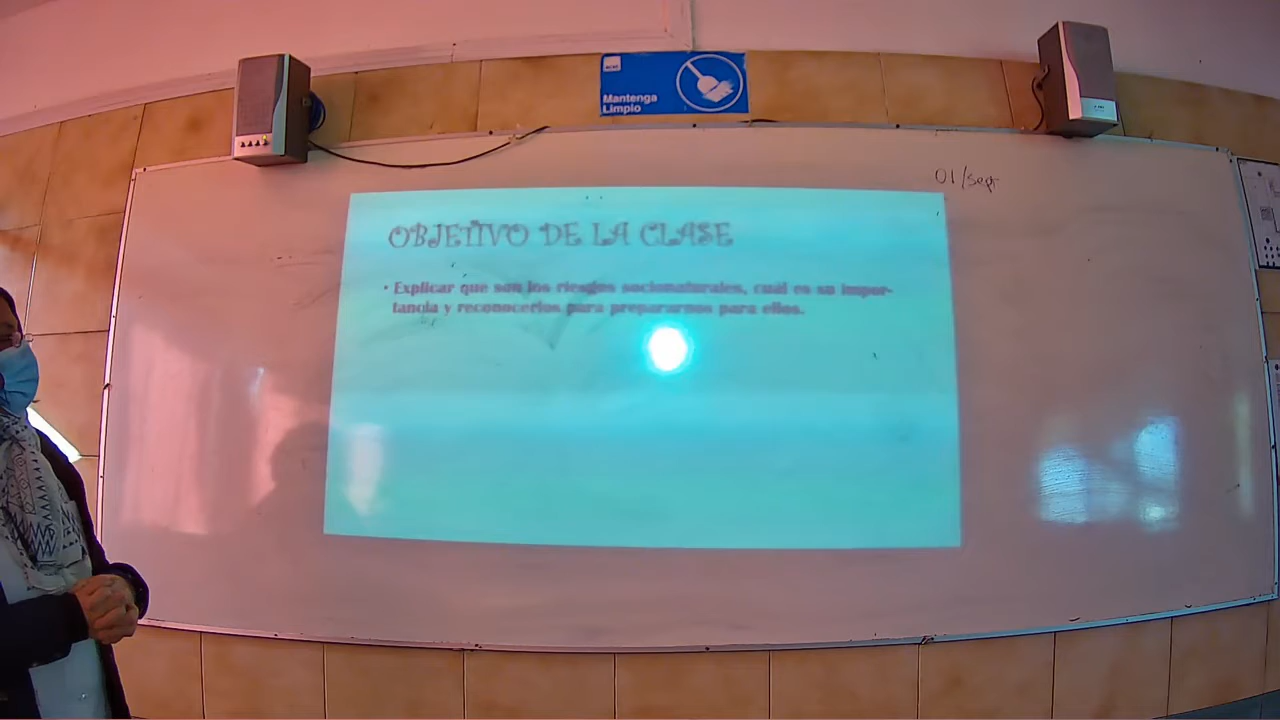 Mantenga
Limpio
01/sept
OBJETIVO DE LA CLASE
• Explicar que son los riesgos socionaturales, cuál es su impor-
tancia y reconocerlos para prepararnos para ellos.